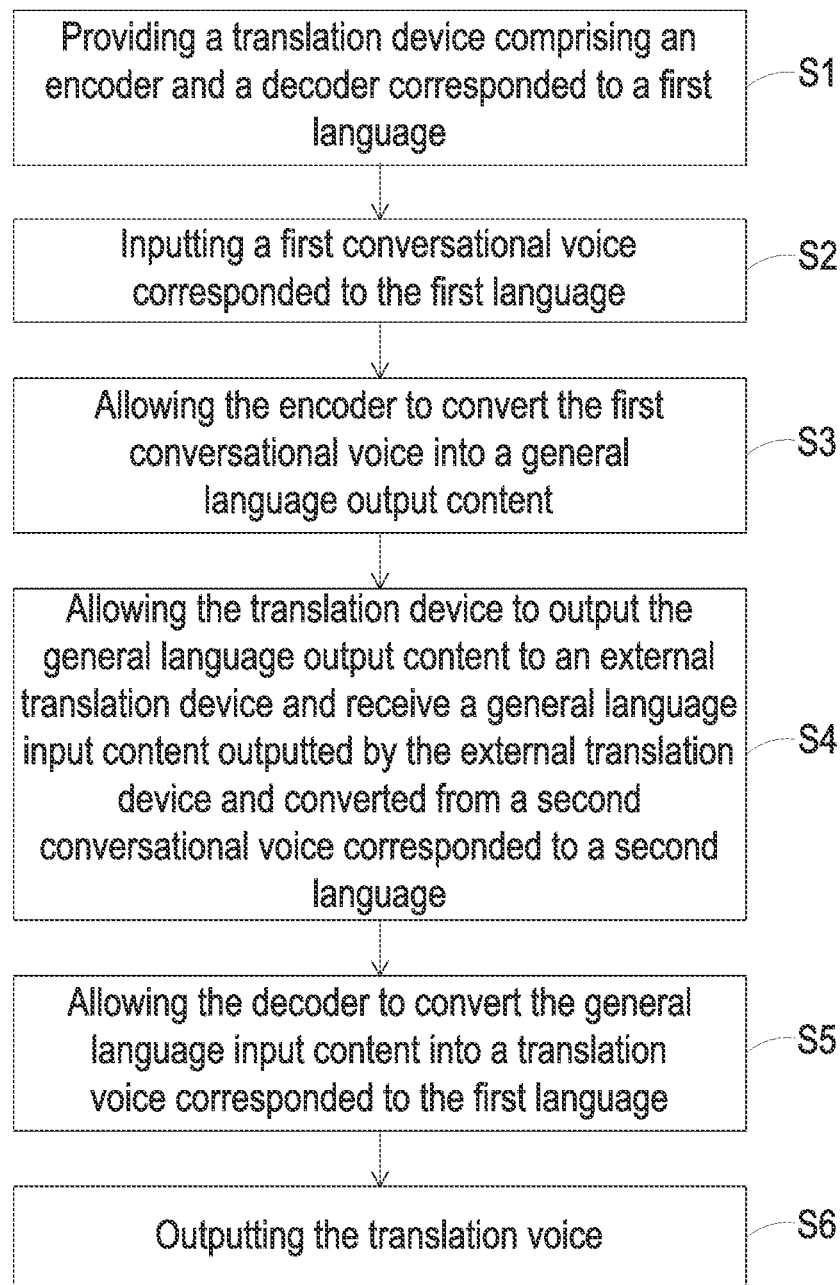 Providing a translation device comprising an
encoder and a decoder corresponded to a first
language
S1
Inputting a first conversational voice
corresponded to the first language
S2
Allowing the encoder to convert the first
conversational voice into a general
language output content
S3
Allowing the translation device to output the
general language output content to an external
translation device and receive a general language
input content outputted by the external translation
device and converted from a second
conversational voice corresponded to a second
language
S4
Allowing the decoder to convert the general
language input content into a translation
voice corresponded to the first language
S5
Outputting the translation voice
S6